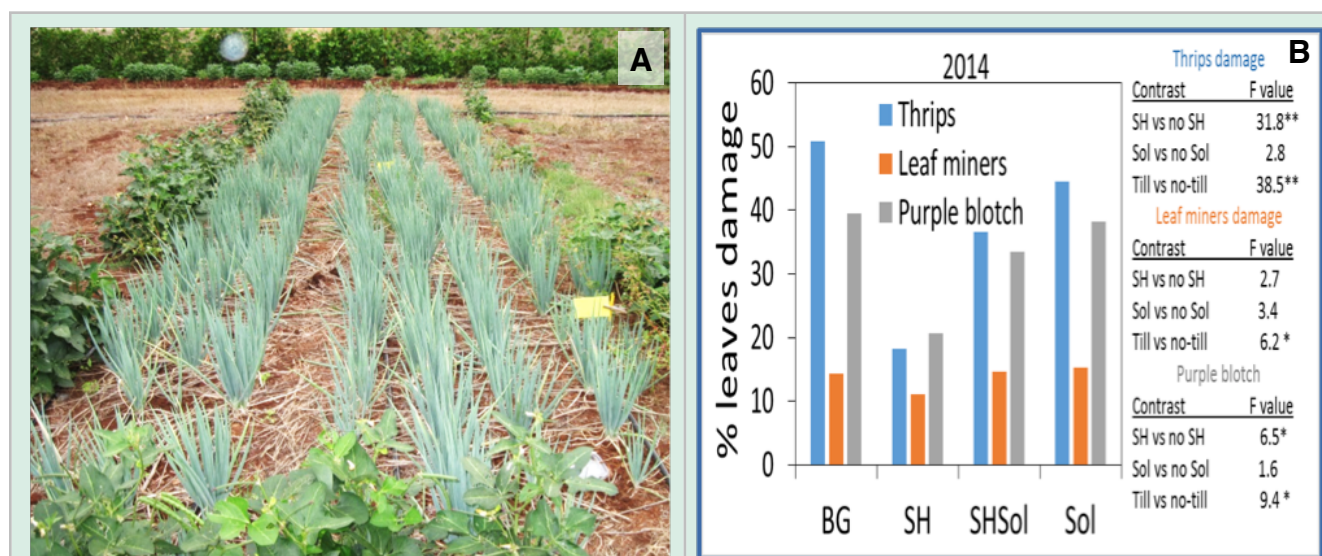 A
B
2014
% leaves damage
60
50
40
30
20
10
0
Thrips
Leaf miners
Purple blotch
BG SH SHSol Sol
Thrips damage
Contrast F value
SH vs no SH 31.8**
Sol vs no Sol 2.8
Till vs no-till 38.5**
Leaf miners damage
Contrast F value
SH vs no SH 2.7
Sol vs no Sol 3.4
Till vs no-till 6.2 *
Purple blotch
Contrast F value
SH vs no SH 6.5*
Sol vs no Sol 1.6
Till vs no-till 9.4 *